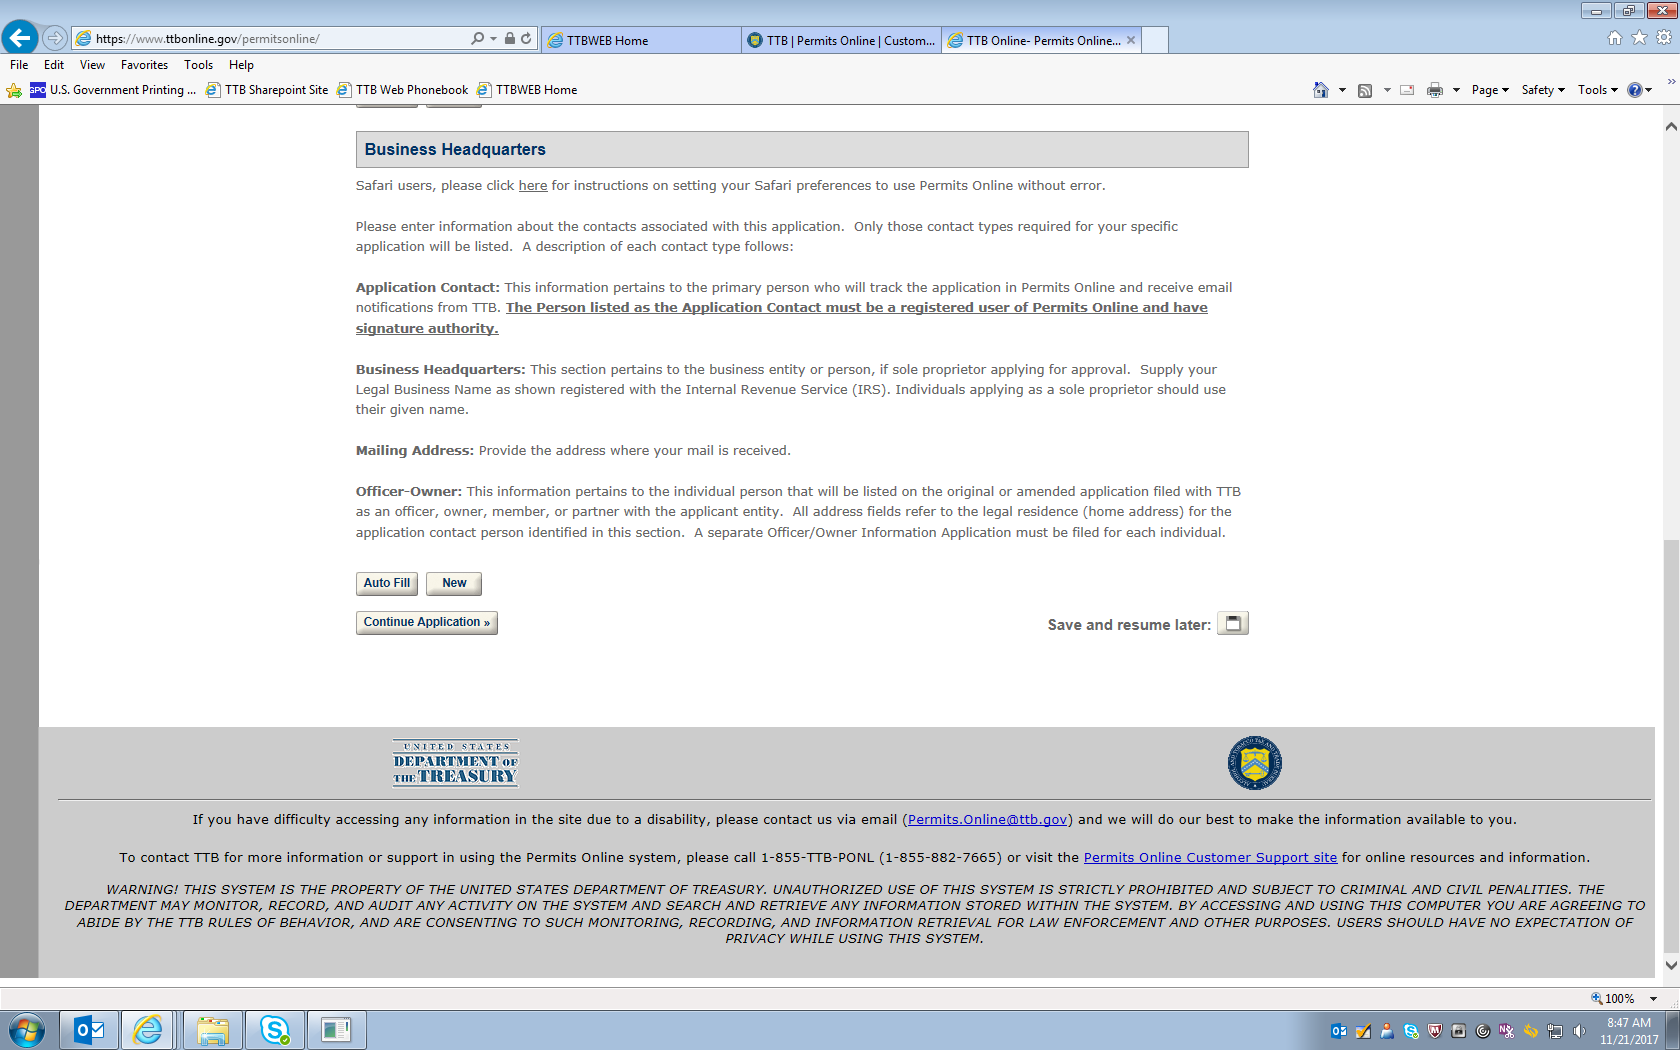 https://www.ttbonline.gov/permitsonline/
TTBWEB Home
TTB | Permits Online | Custom...
TTB Online- Permits Online...
File Edit View Favorites Tools Help
GPO U.S. Government Printing ... TTB Sharepoint Site TTB Web Phonebook TTBWEB Home
Page Safety Tools
Business Headquarters
Safari users, please click here for instructions on setting your Safari preferences to use Permits Online without error.
Please enter information about the contacts associated with this application. Only those contact types required for your specific
application will be listed. A description of each contact type follows:
Application Contact: This information pertains to the primary person who will track the application in Permits Online and receive email
notifications from TTB. The Person listed as the Application Contact must be a registered user of Permits Online and have
signature authority.
Business Headquarters: This section pertains to the business entity or person, if sole proprietor applying for approval. Supply your
Legal Business Name as shown registered with the Internal Revenue Service (IRS). Individuals applying as a sole proprietor should use
their given name.
Mailing Address: Provide the address where your mail is received.
Officer-Owner: This information pertains to the individual person that will be listed on the original or amended application filed with TTB
as an officer, owner, member, or partner with the applicant entity. All address fields refer to the legal residence (home address) for the
application contact person identified in this section. A separate Officer/Owner Information Application must be filed for each individual.
Auto Fill New
Continue Application »
Save and resume later:
UNITED STATES
DEPARTMENT OF
THE TREASURY
If you have difficulty accessing any information in the site due to a disability, please contact us via email (Permits.Online@ttb.gov) and we will do our best to make the information available to you.
To contact TTB for more information or support in using the Permits Online system, please call 1-855-TTB-PONL (1-855-882-7665) or visit the Permits Online Customer Support site for online resources and information.
WARNING! THIS SYSTEM IS THE PROPERTY OF THE UNITED STATES DEPARTMENT OF TREASURY. UNAUTHORIZED USE OF THIS SYSTEM IS STRICTLY PROHIBITED AND SUBJECT TO CRIMINAL AND CIVIL PENALITIES. THE
DEPARTMENT MAY MONITOR, RECORD, AND AUDIT ANY ACTIVITY ON THE SYSTEM AND SEARCH AND RETRIEVE ANY INFORMATION STORED WITHIN THE SYSTEM. BY ACCESSING AND USING THIS COMPUTER YOU ARE AGREEING TO
ABIDE BY THE TTB RULES OF BEHAVIOR, AND ARE CONSENTING TO SUCH MONITORING, RECORDING, AND INFORMATION RETRIEVAL FOR LAW ENFORCEMENT AND OTHER PURPOSES. USERS SHOULD HAVE NO EXPECTATION OF
PRIVACY WHILE USING THIS SYSTEM.
100%
8:47 AM
11/21/2017